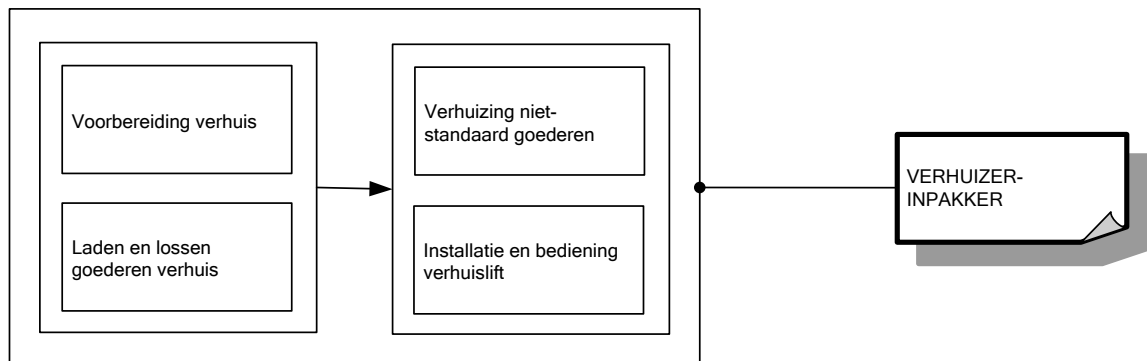 Voorbereiding verhuis
Laden en lossen
goederen verhuis
Verhuizing niet-
standaard goederen
Installatie en bediening
verhuislift
VERHUIZER-
INPAKKER